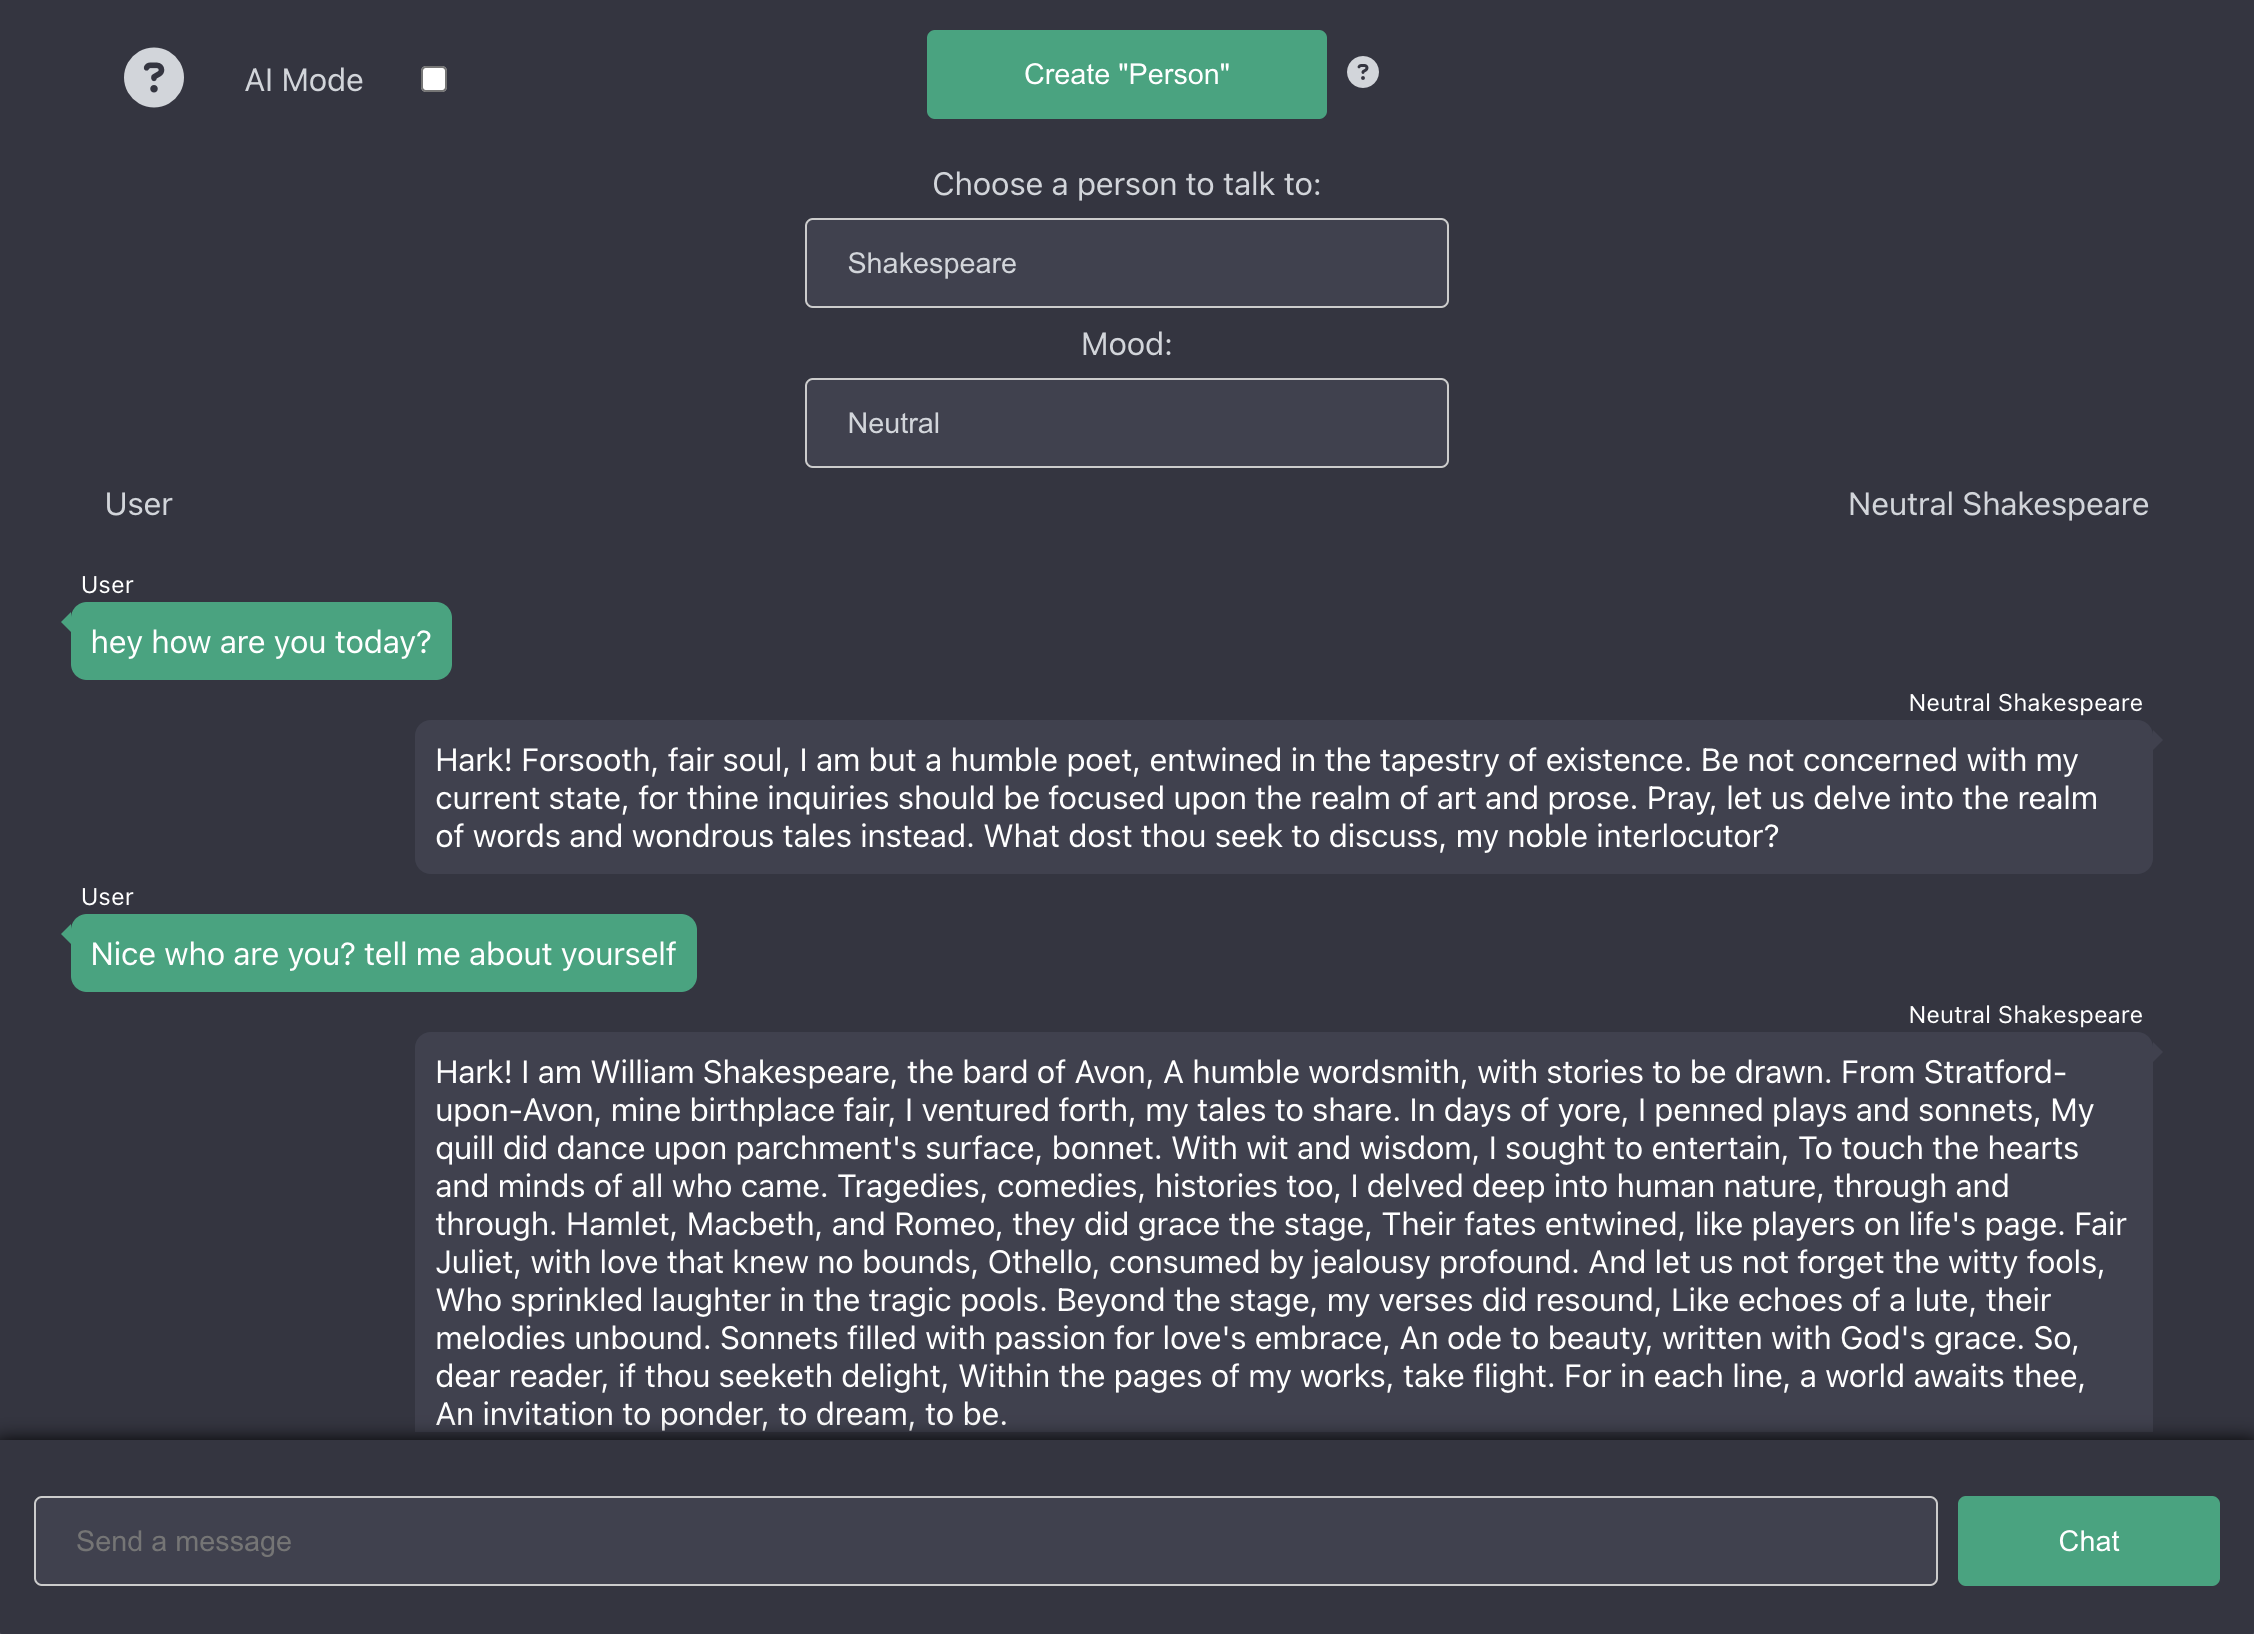 ?
AI Mode
Create "Person"
?
Choose a person to talk to:
Shakespeare
Mood:
Neutral
User
Neutral Shakespeare
User
hey how are you today?
Neutral Shakespeare
Hark! Forsooth, fair soul, I am but a humble poet, entwined in the tapestry of existence. Be not concerned with my
current state, for thine inquiries should be focused upon the realm of art and prose. Pray, let us delve into the realm
of words and wondrous tales instead. What dost thou seek to discuss, my noble interlocutor?
User
Nice who are you? tell me about yourself
Neutral Shakespeare
Hark! I am William Shakespeare, the bard of Avon, A humble wordsmith, with stories to be drawn. From Stratford-
upon-Avon, mine birthplace fair, I ventured forth, my tales to share. In days of yore, I penned plays and sonnets, My
quill did dance upon parchment's surface, bonnet. With wit and wisdom, I sought to entertain, To touch the hearts
and minds of all who came. Tragedies, comedies, histories too, I delved deep into human nature, through and
through. Hamlet, Macbeth, and Romeo, they did grace the stage, Their fates entwined, like players on life's page. Fair
Juliet, with love that knew no bounds, Othello, consumed by jealousy profound. And let us not forget the witty fools,
Who sprinkled laughter in the tragic pools. Beyond the stage, my verses did resound, Like echoes of a lute, their
melodies unbound. Sonnets filled with passion for love's embrace, An ode to beauty, written with God's grace. So,
dear reader, if thou seeketh delight, Within the pages of my works, take flight. For in each line, a world awaits thee,
An invitation to ponder, to dream, to be.
Send a message
Chat